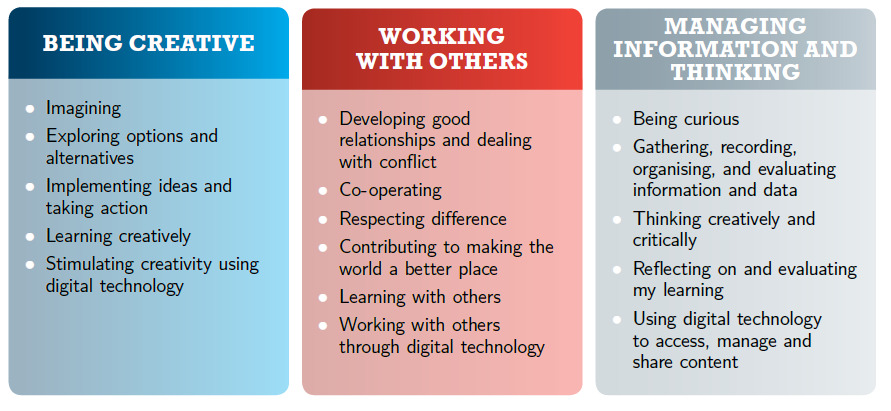 BEING CREATIVE
• Imagining
• Exploring options and
alternatives
• Implementing ideas and
taking action
• Learning creatively
• Stimulating creativity using
digital technology
WORKING
WITH OTHERS
• Developing good
relationships and dealing
with conflict
• Co-operating
• Respecting difference
• Contributing to making the
world a better place
• Learning with others
• Working with others
through digital technology
MANAGING
INFORMATION AND
THINKING
• Being curious
• Gathering, recording,
organising, and evaluating
information and data
• Thinking creatively and
critically
• Reflecting on and evaluating
my learning
• Using digital technology
to access, manage and
share content